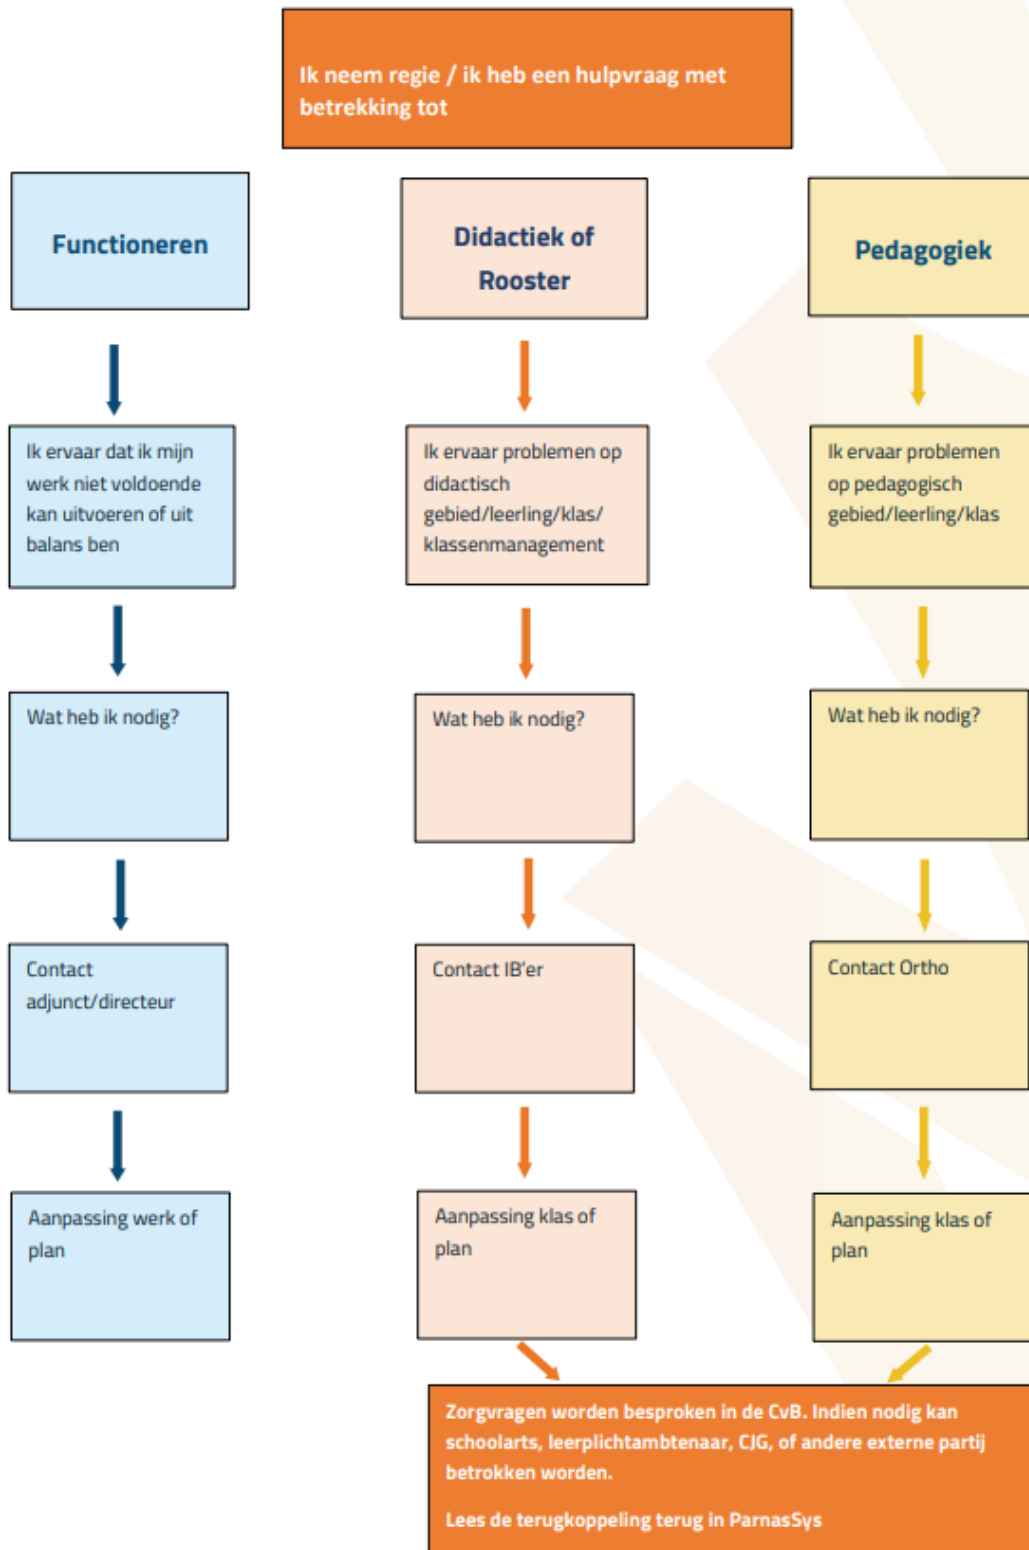 Ik neem regie / ik heb een hulpvraag met
betrekking tot
Functioneren
Didactiek of
Rooster
Pedagogiek
Ik ervaar dat ik mijn
werk niet voldoende
kan uitvoeren of uit
balans ben
Ik ervaar problemen op
didactisch
gebied/leerling/klas/
klassenmanagement
Ik ervaar problemen
op pedagogisch
gebied/leerling/klas
Wat heb ik nodig?
Wat heb ik nodig?
Wat heb ik nodig?
Contact
adjunct/directeur
Contact IB'er
Contact Ortho
Aanpassing werk of
plan
Aanpassing klas of
plan
Aanpassing klas of
plan
Zorgvragen worden besproken in de CvB. Indien nodig kan
schoolarts, leerplichtambtenaar, CJG, of andere externe partij
betrokken worden.
Lees de terugkoppeling terug in ParnasSys